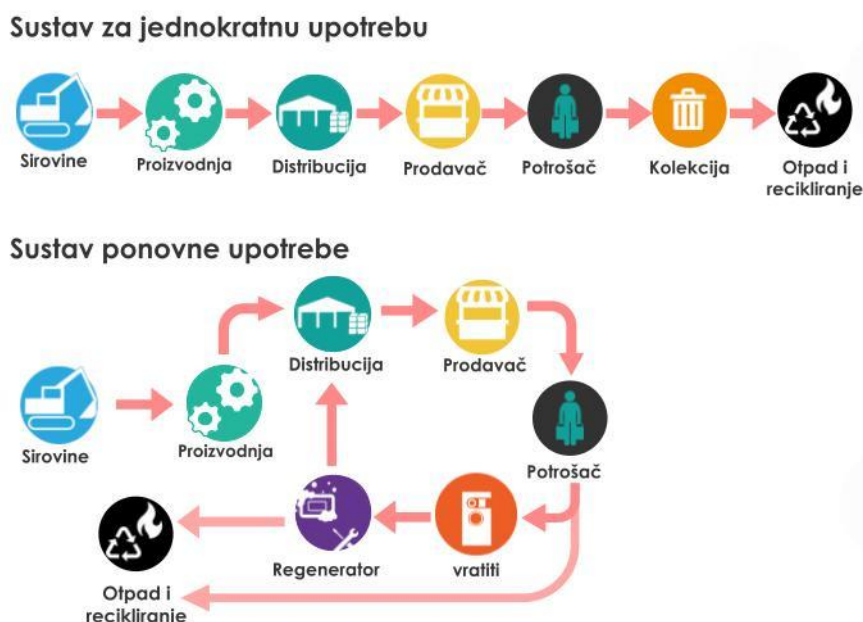 Sustav za jednokratnu upotrebu
Sirovine
Proizvodnja
Distribucija
Prodavač
Potrošač
Kolekcija
Otpad i
recikliranje
Sustav ponovne upotrebe
Distribucija
Prodavač
Sirovine
Proizvodnja
Potrošač
Regenerator
vratiti
Otpad i
recikliranje